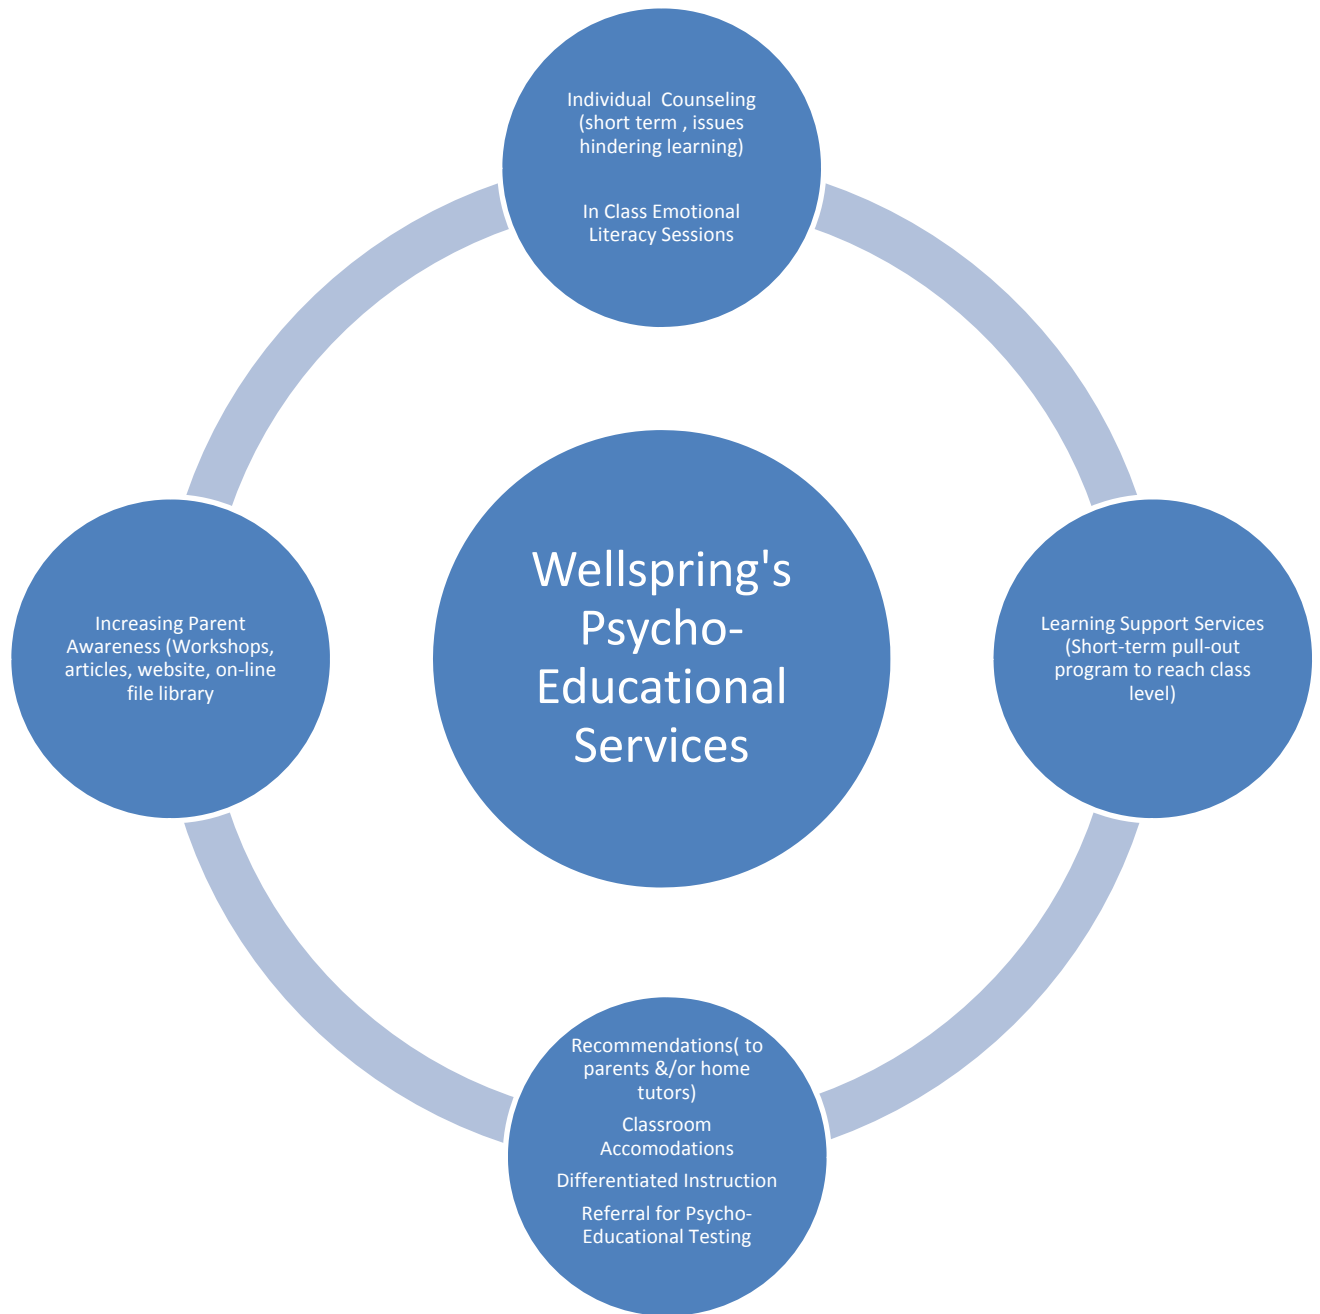 Individual  Counseling
(short term , issues
hindering learning)
In Class Emotional
Literacy Sessions
Wellspring's
Psycho-
Educational
Services
Increasing Parent
Awareness (Workshops,
articles, website, on-line
file library
Learning Support Services
(Short-term pull-out
program to reach class
level)
Recommendations( to
parents &/or home
tutors)
Classroom
Accomodations
Differentiated Instruction
Referral for Psycho-
Educational Testing